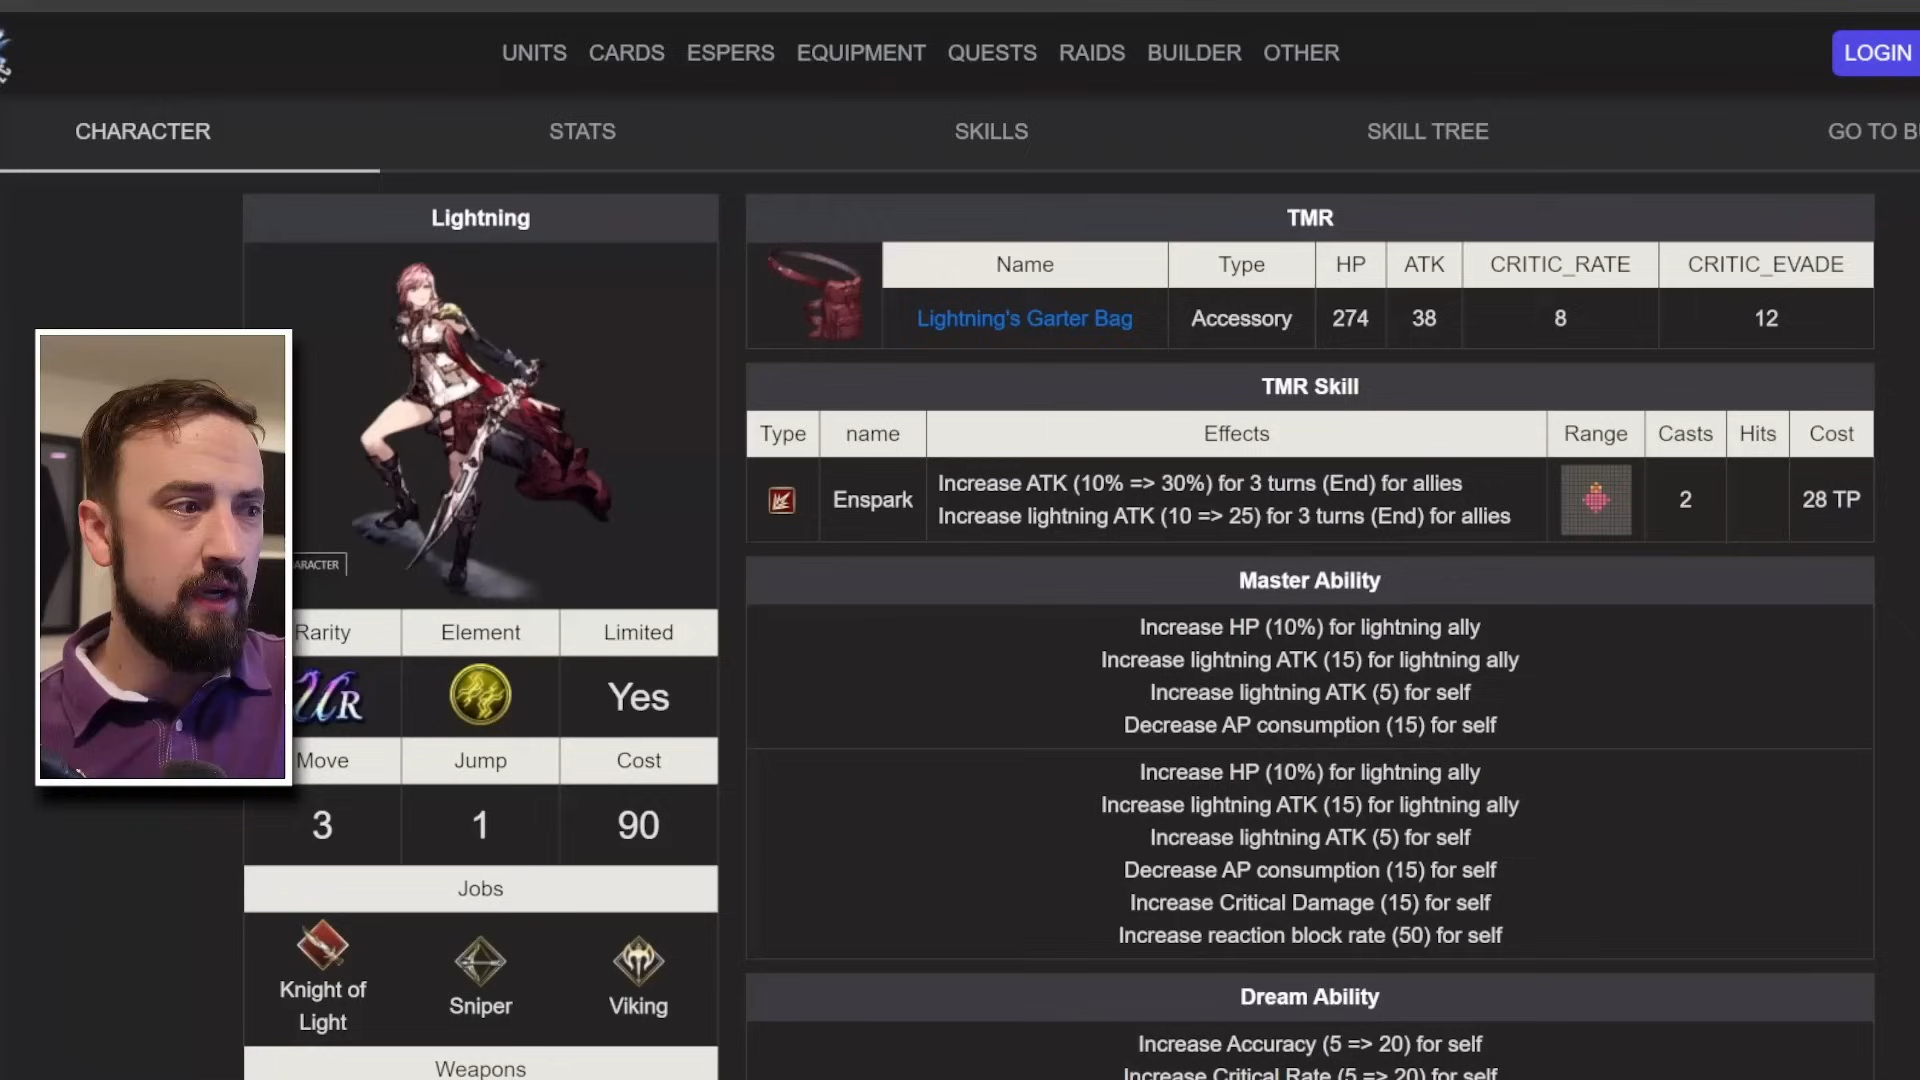 UNITS CARDS ESPERS EQUIPMENT QUESTS RAIDS BUILDER OTHER
LOGIN
CHARACTER STATS SKILLS SKILL TREE GO TO
Lightning
ARACTER
Rarity Element Limited
UR Yes
Move Jump Cost
3 1 90
Jobs
Knight of
Light
Sniper
Viking
Weapons
TMR
Name Type HP ATK CRITIC_RATE CRITIC_EVADE
Lightning's Garter Bag Accessory 274 38 8 12
TMR Skill
Type name Effects Range Casts Hits Cost
Enspark
Increase ATK (10% => 30%) for 3 turns (End) for allies
Increase lightning ATK (10 => 25) for 3 turns (End) for allies
2 28 TP
Master Ability
Increase HP (10%) for lightning ally
Increase lightning ATK (15) for lightning ally
Increase lightning ATK (5) for self
Decrease AP consumption (15) for self
Increase HP (10%) for lightning ally
Increase lightning ATK (15) for lightning ally
Increase lightning ATK (5) for self
Decrease AP consumption (15) for self
Increase Critical Damage (15) for self
Increase reaction block rate (50) for self
Dream Ability
Increase Accuracy (5 => 20) for self
Increase Critical Rate (5 => 20) for self